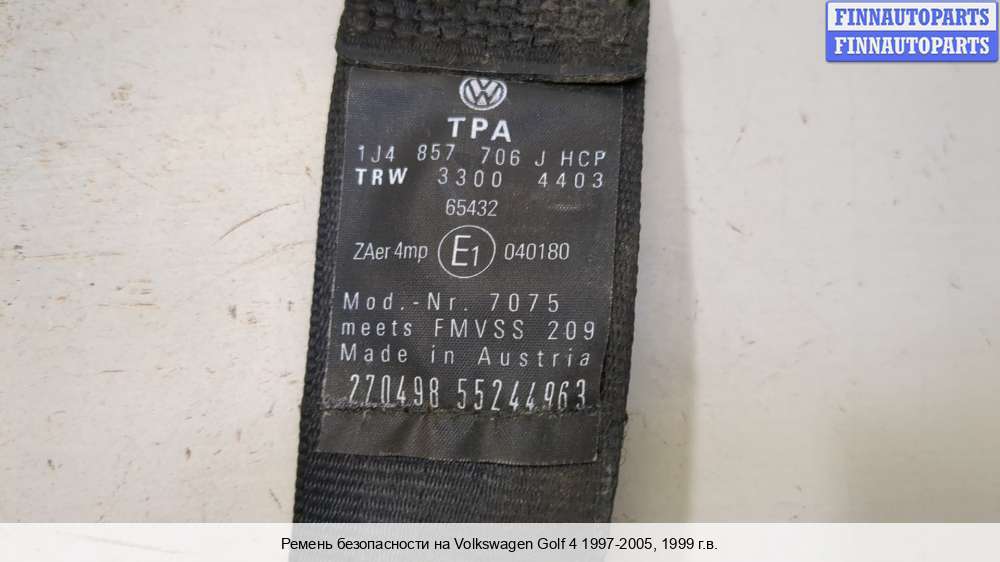 FINNAUTOPARTS
FINNAUTOPARTS
VW
TPA
1J4 857 706 J HCP
TRW 3300 4403
65432
ZAer 4mp E1 040180
Mod.-Nr. 7075
meets FMVSS 209
Made in Austria
270498 55244963
Ремень безопасности на Volkswagen Golf 4 1997-2005, 1999 г.в.